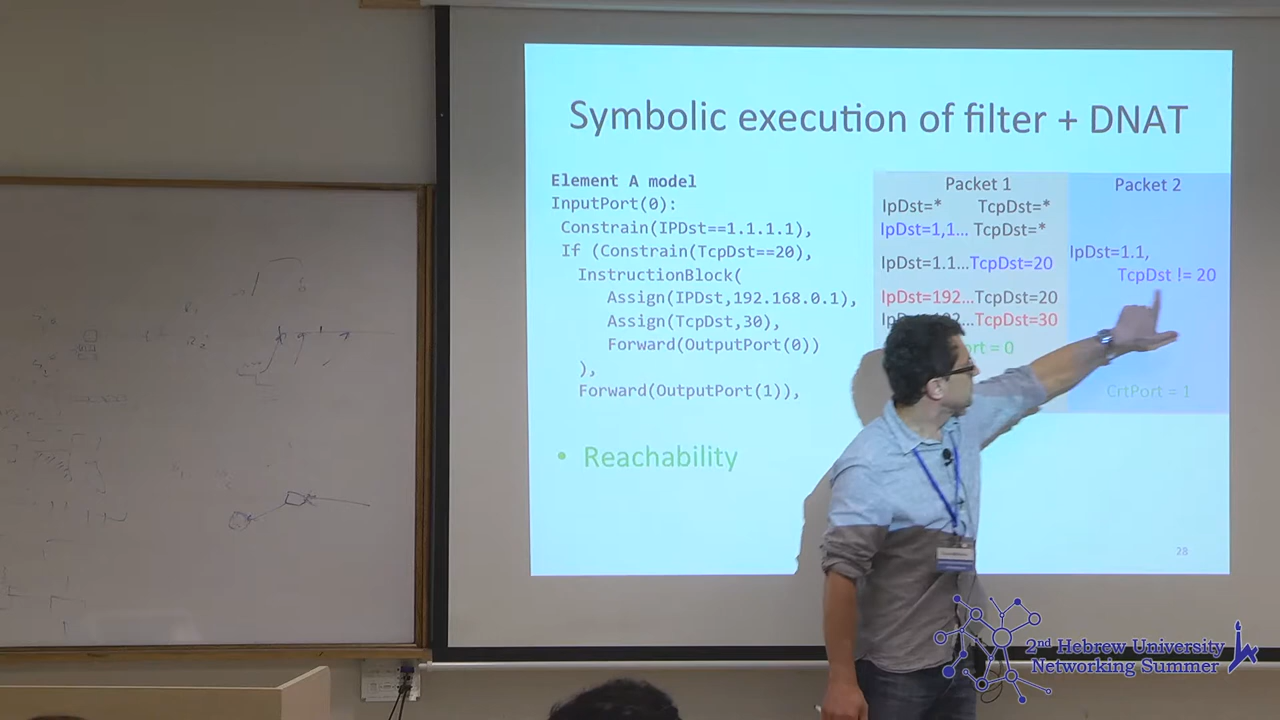 Symbolic execution of filter + DNAT
Element A model
InputPort(0):
Constrain(IPDst==1.1.1.1),
If (Constrain(TcpDst==20),
InstructionBlock(
Assign(IPDst,192.168.0.1),
Assign(TcpDst,30),
Forward(OutputPort(0))
),
Forward(OutputPort(1)),
• Reachability
Packet 1
IpDst=* TcpDst=*
IpDst=1,1... TcpDst=*
IpDst=1.1...TcpDst=20
IpDst=192...TcpDst=20
...TcpDst=30
= 0
Packet 2
IpDst=1.1,
TcpDst != 20
CrtPort = 1
28
2nd Hebrew University
Networking Summer